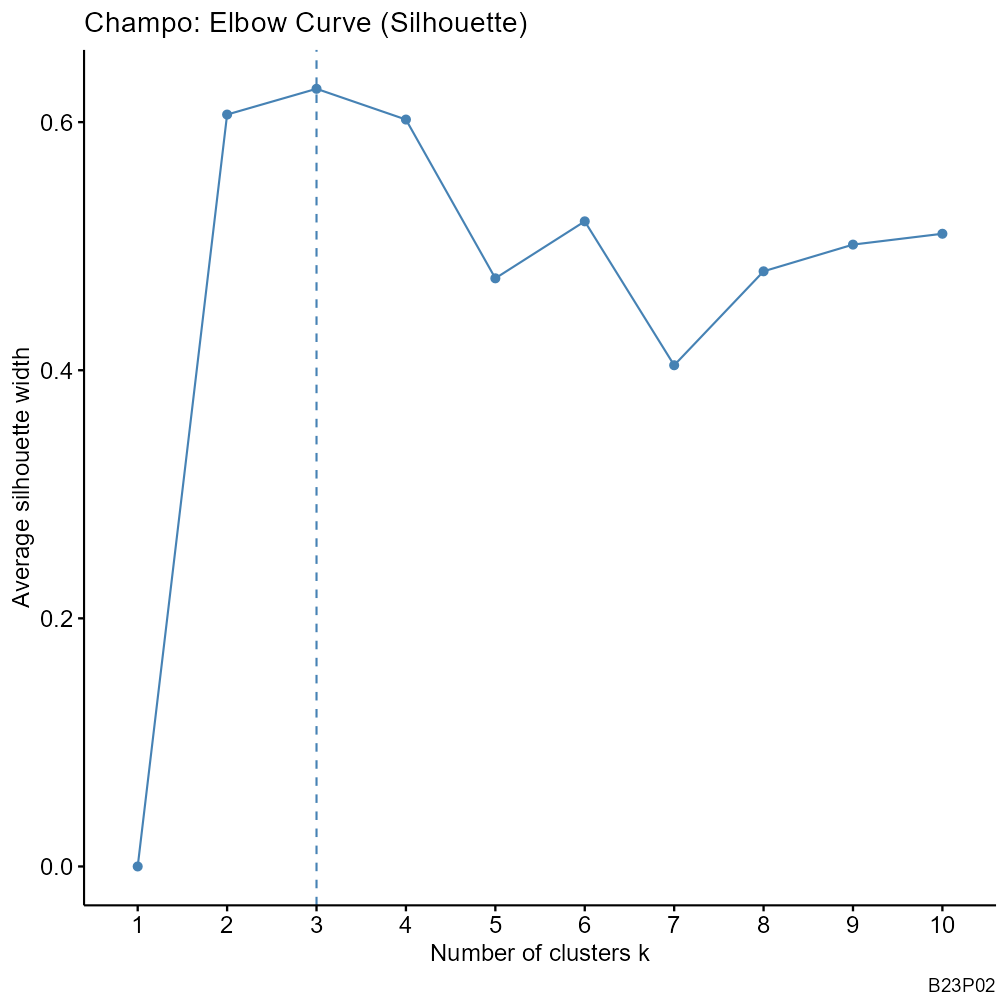 Champo: Elbow Curve (Silhouette)
Average silhouette width
0.6
0.4
0.2
0.0
1 2 3 4 5 6 7 8 9 10
Number of clusters k
B23P02